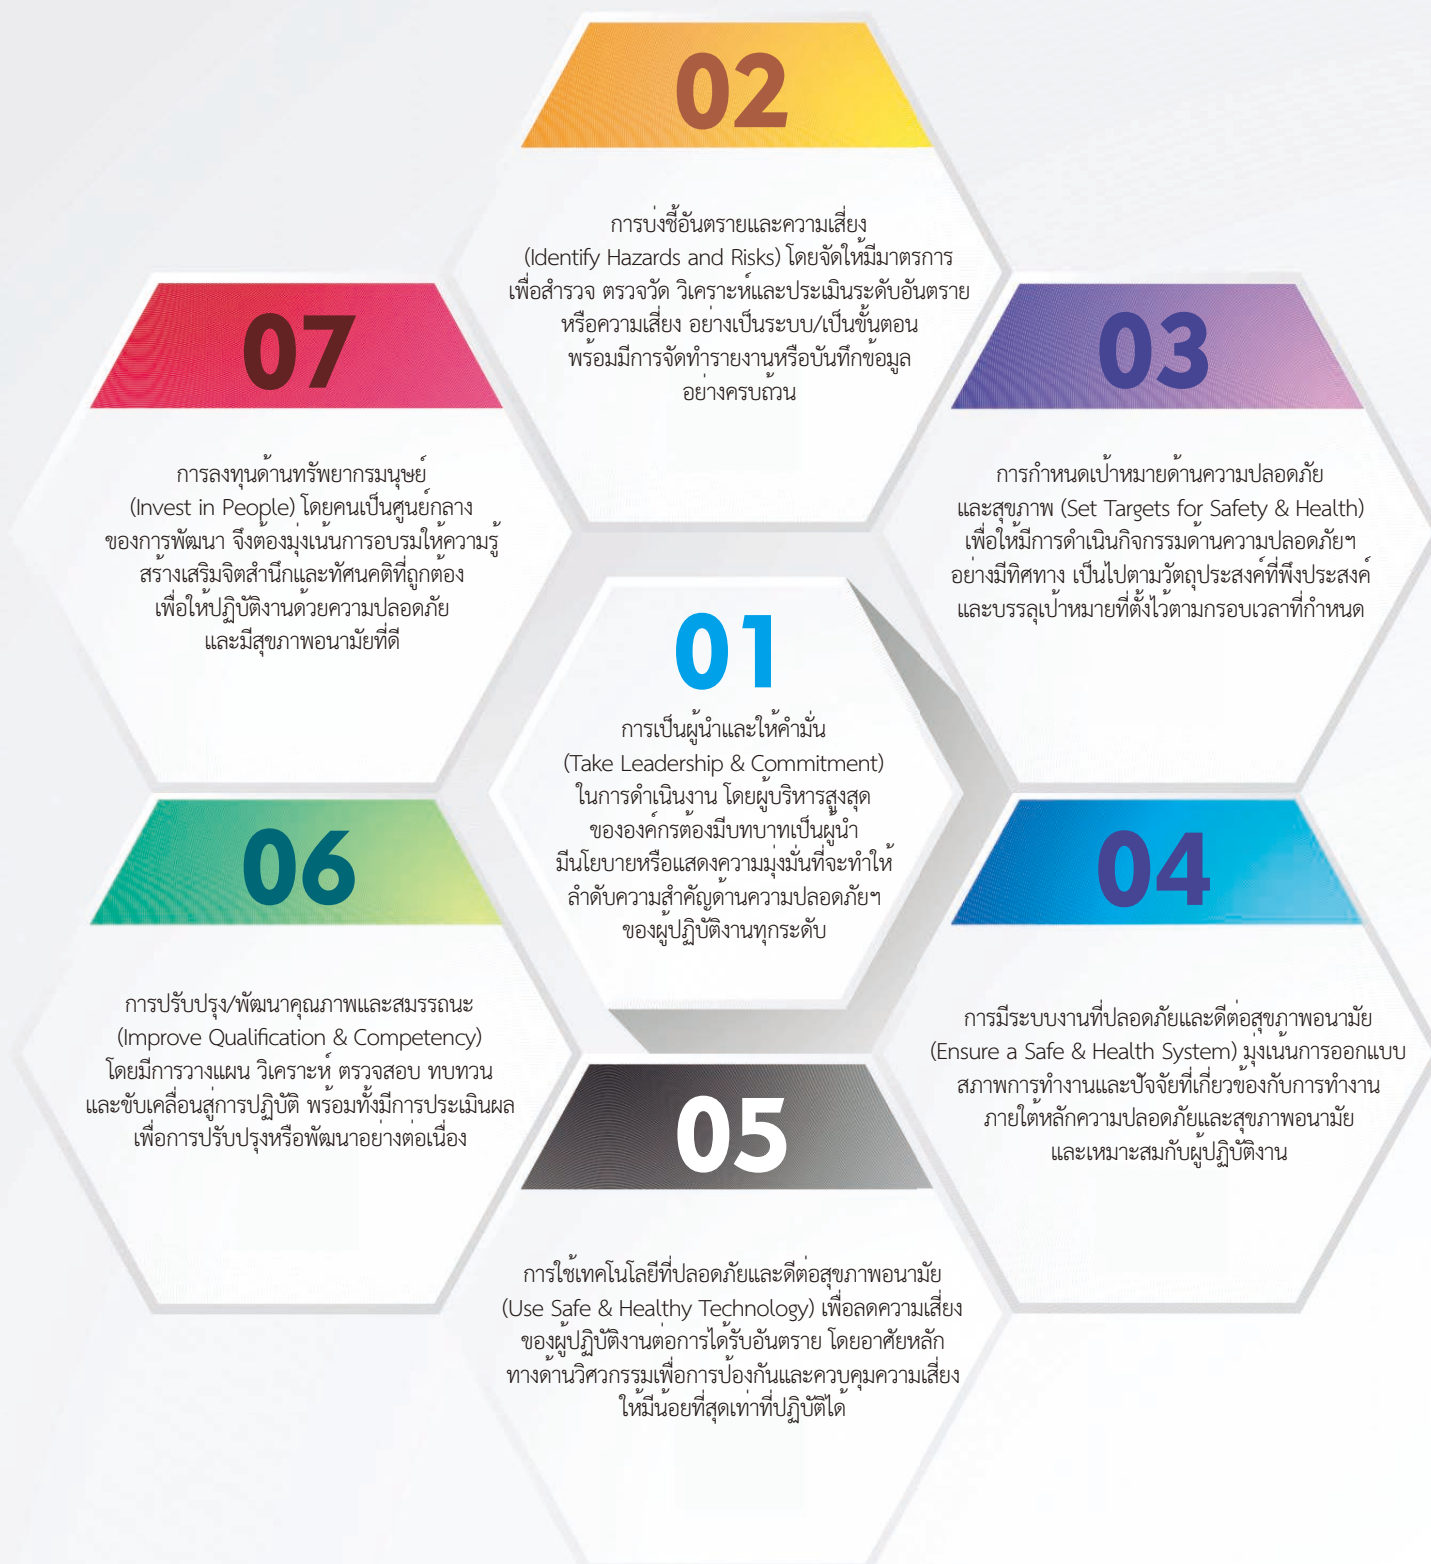 02
การบ่งชี้อันตรายและความเสี่ยง
(Identify Hazards and Risks) โดยจัดให้มีมาตรการ
เพื่อสำรวจ ตรวจวัด วิเคราะห์และประเมินระดับอันตราย
หรือความเสี่ยง อย่างเป็นระบบ/เป็นขั้นตอน
พร้อมมีการจัดทำรายงานหรือบันทึกข้อมูล
อย่างครบถ้วน
07
การลงทุนด้านทรัพยากรมนุษย์
(Invest in People) โดยคนเป็นศูนย์กลาง
ของการพัฒนา จึงต้องมุ่งเน้นการอบรมให้ความรู้
สร้างเสริมจิตสำนึกและทัศนคติที่ถูกต้อง
เพื่อให้ปฏิบัติงานด้วยความปลอดภัย
และมีสุขภาพอนามัยที่ดี
03
การกำหนดเป้าหมายด้านความปลอดภัย
และสุขภาพ (Set Targets for Safety & Health)
เพื่อให้มีการดำเนินกิจกรรมด้านความปลอดภัยฯ
อย่างมีทิศทาง เป็นไปตามวัตถุประสงค์ที่พึงประสงค์
และบรรลุเป้าหมายที่ตั้งไว้ตามกรอบเวลาที่กำหนด
01
การเป็นผู้นำและให้คำมั่น
(Take Leadership & Commitment)
ในการดำเนินงาน โดยผู้บริหารสูงสุด
ขององค์กรต้องมีบทบาทเป็นผู้นำ
มีนโยบายหรือแสดงความมุ่งมั่นที่จะทำให้
ลำดับความสำคัญด้านความปลอดภัยฯ
ของผู้ปฏิบัติงานทุกระดับ
06
การปรับปรุง/พัฒนาคุณภาพและสมรรถนะ
(Improve Qualification & Competency)
โดยมีการวางแผน วิเคราะห์ ตรวจสอบ ทบทวน
และขับเคลื่อนสู่การปฏิบัติ พร้อมทั้งมีการประเมินผล
เพื่อการปรับปรุงหรือพัฒนาอย่างต่อเนื่อง
04
การมีระบบงานที่ปลอดภัยและดีต่อสุขภาพอนามัย
(Ensure a Safe & Health System) มุ่งเน้นการออกแบบ
สภาพการทำงานและปัจจัยที่เกี่ยวข้องกับการทำงาน
ภายใต้หลักความปลอดภัยและสุขภาพอนามัย
และเหมาะสมกับผู้ปฏิบัติงาน
05
การใช้เทคโนโลยีที่ปลอดภัยและดีต่อสุขภาพอนามัย
(Use Safe & Healthy Technology) เพื่อลดความเสี่ยง
ของผู้ปฏิบัติงานต่อการได้รับอันตราย โดยอาศัยหลัก
ทางด้านวิศวกรรมเพื่อการป้องกันและควบคุมความเสี่ยง
ให้มีน้อยที่สุดเท่าที่ปฏิบัติได้